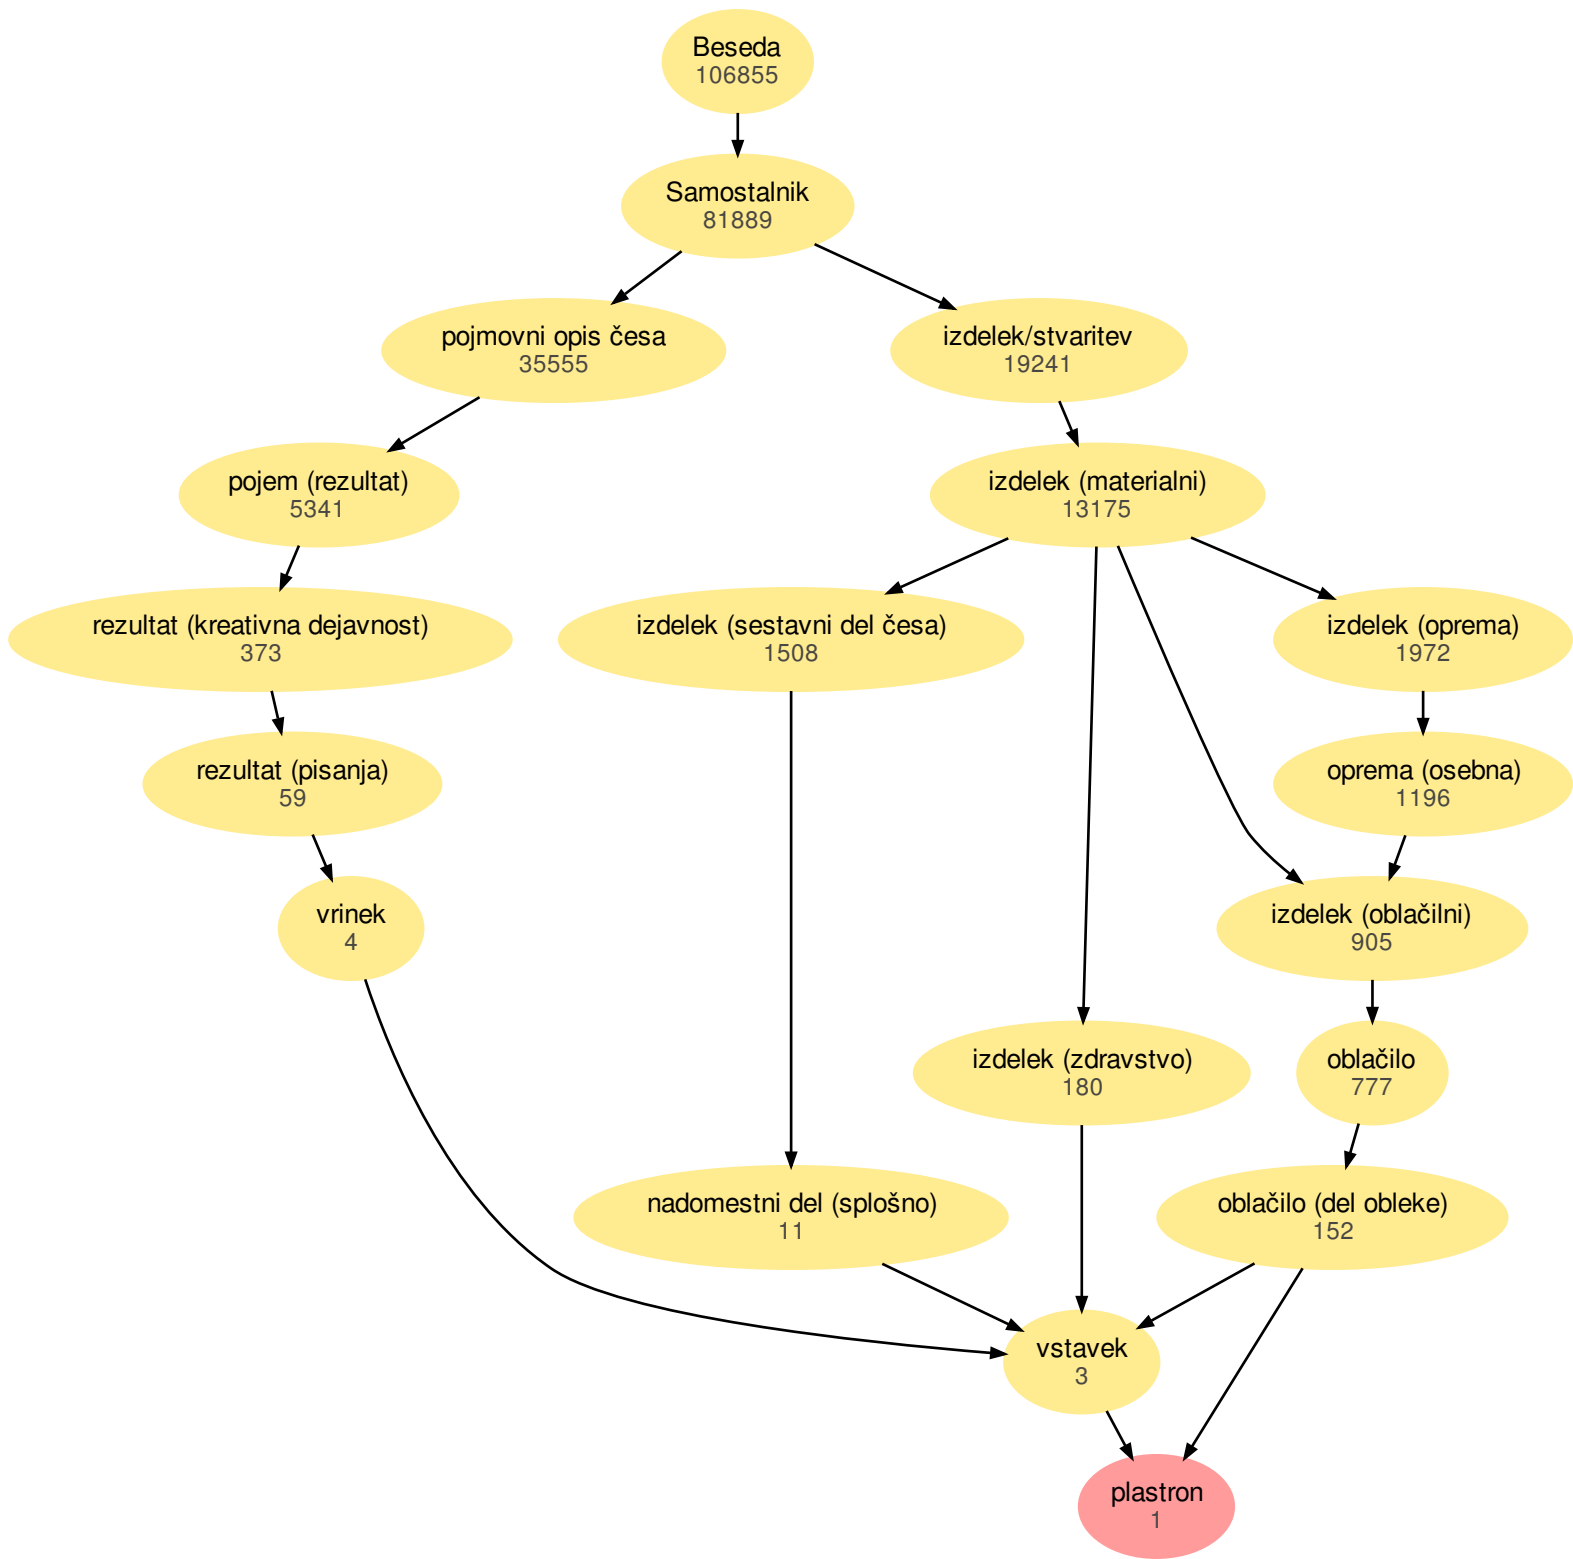 Beseda
106855
Samostalnik
81889
pojmovni opis česa
35555
izdelek/stvaritev
19241
pojem (rezultat)
5341
izdelek (materialni)
13175
rezultat (kreativna dejavnost)
373
izdelek (sestavni del česa)
1508
izdelek (oprema)
1972
rezultat (pisanja)
59
oprema (osebna)
1196
vrinek
4
izdelek (oblačilni)
905
izdelek (zdravstvo)
180
oblačilo
777
nadomestni del (splošno)
11
oblačilo (del obleke)
152
vstavek
3
plastron
1